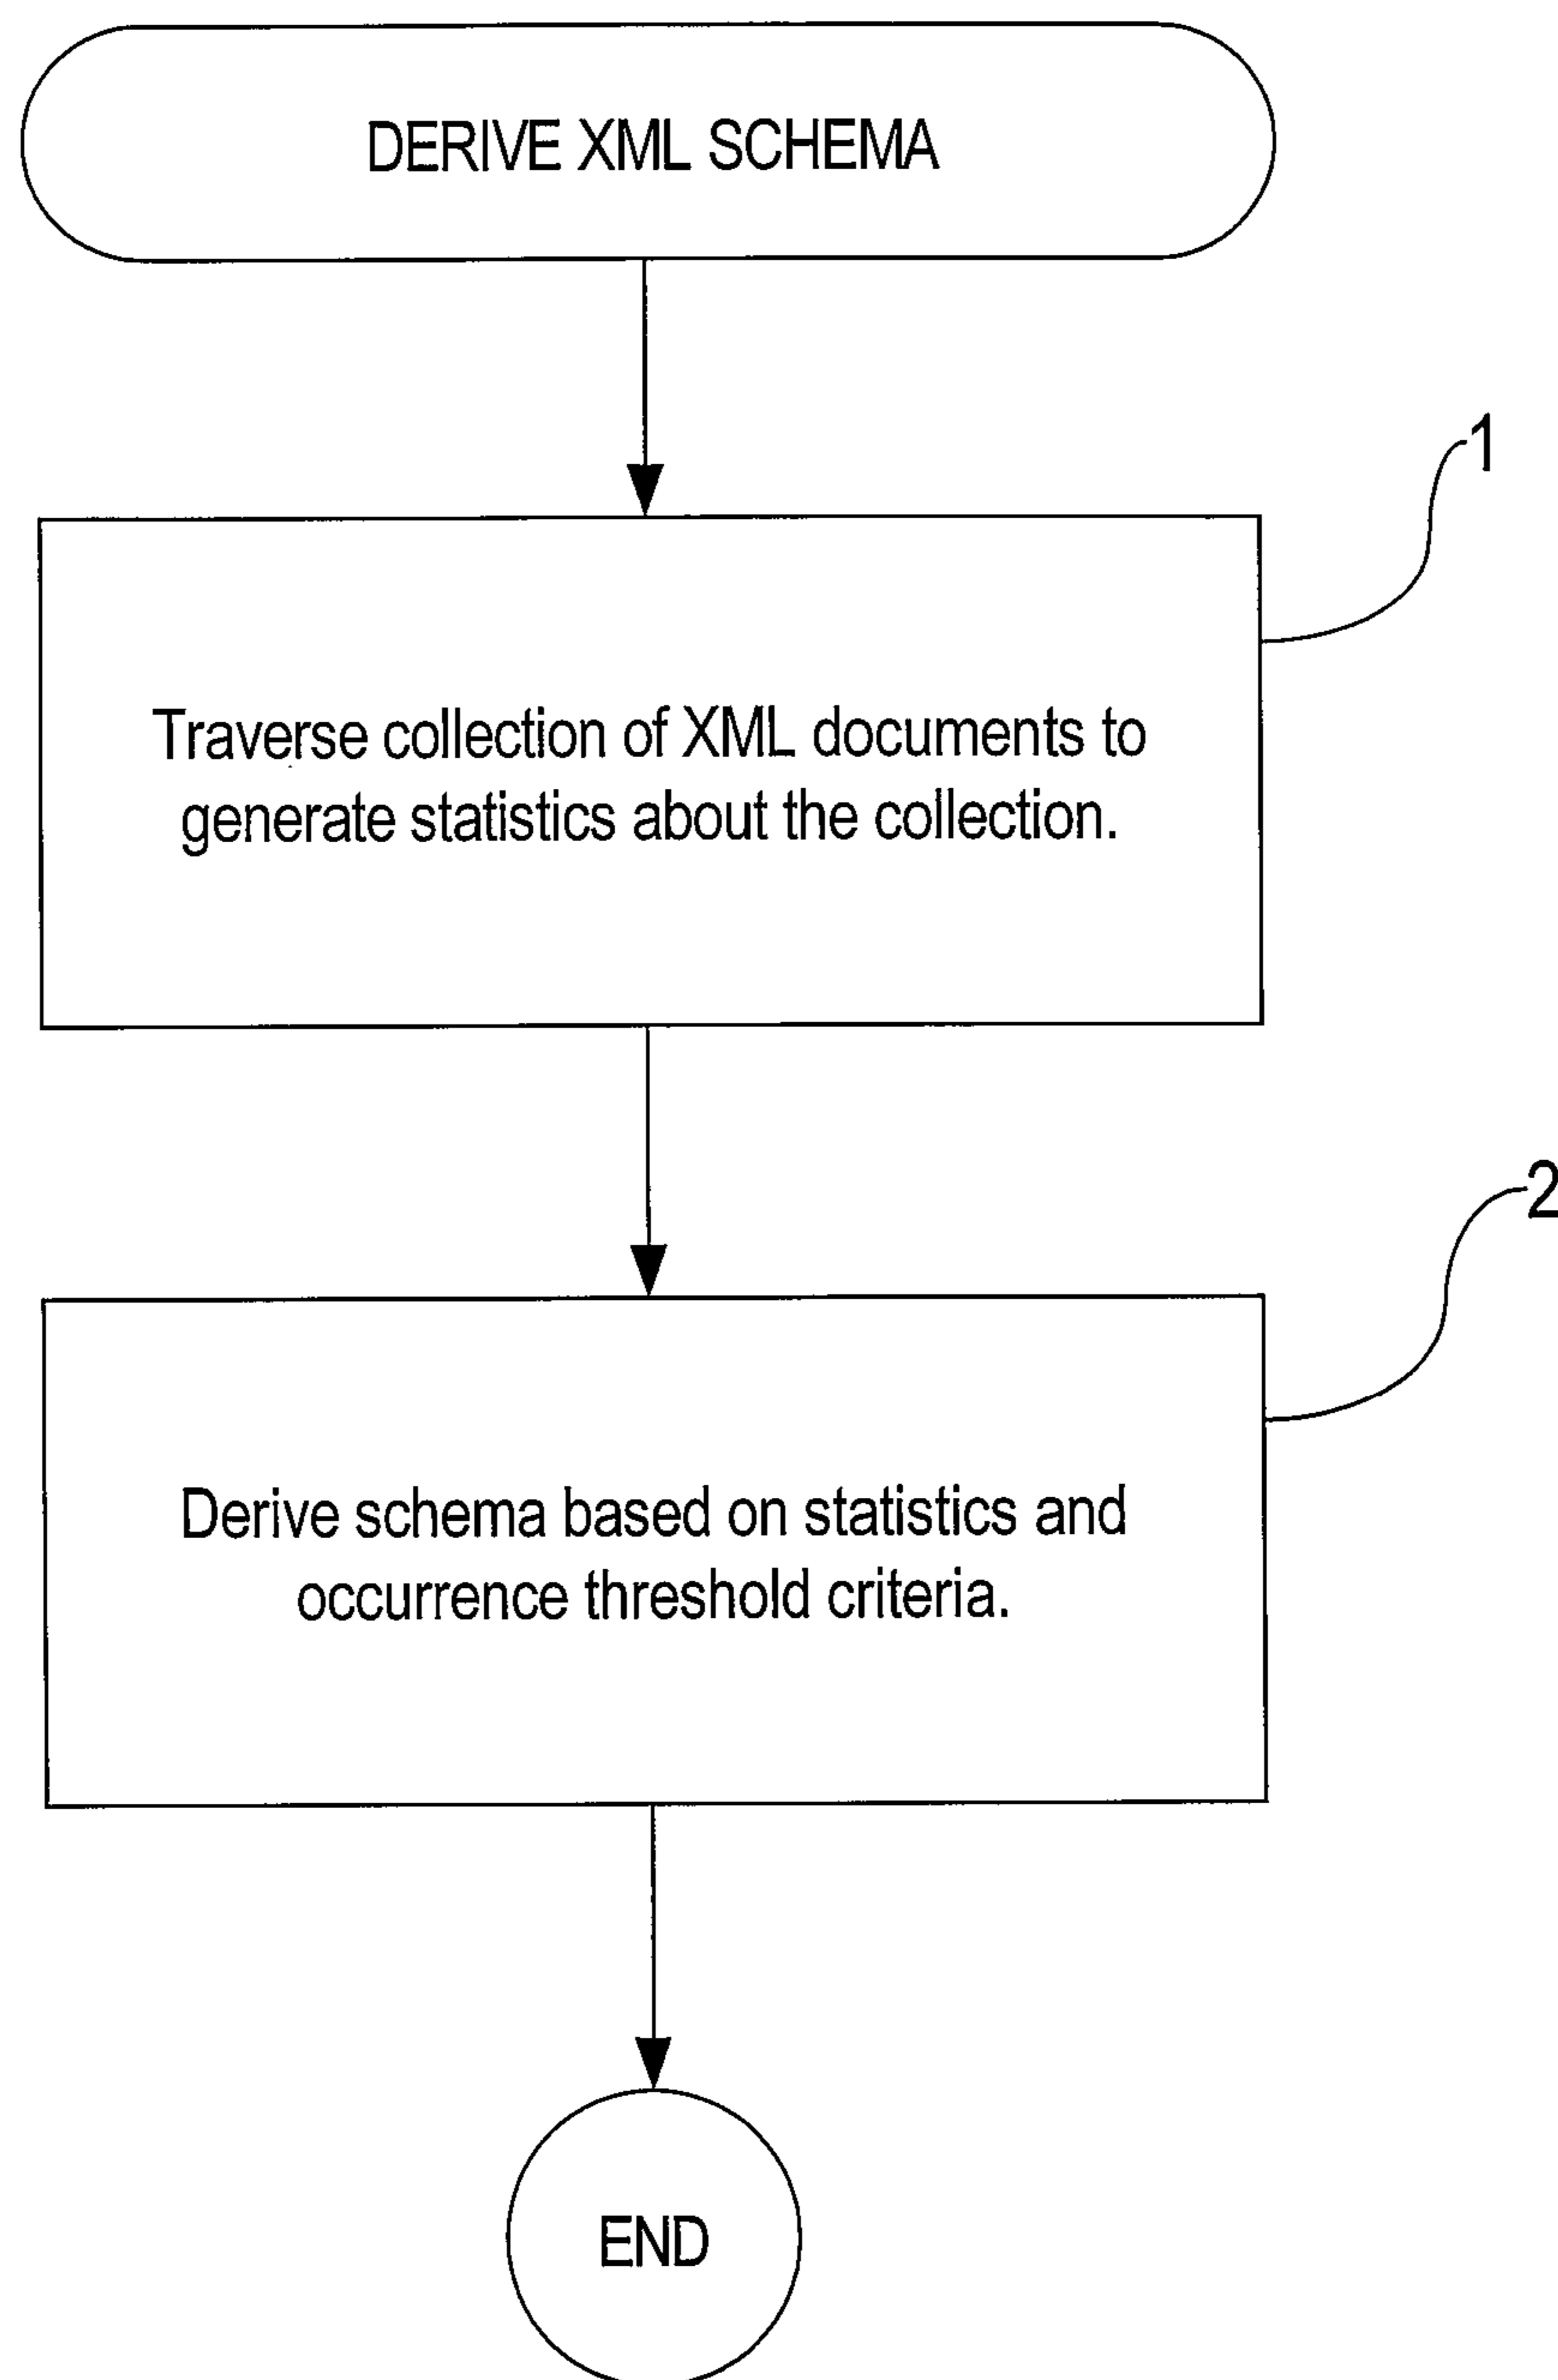 DERIVE XML SCHEMA
1
Traverse collection of XML documents to
generate statistics about the collection.
2
Derive schema based on statistics and
occurrence threshold criteria.
END